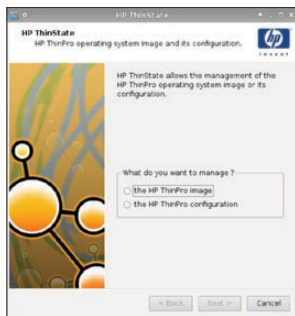 HP ThinState
HP ThinState
HP ThinPro operating system image and its configuration.
hp
invent
HP ThinState allows the management of the
HP ThinPro operating system image or its
configuration.
What do you want to manage ?
the HP ThinPro image
the HP ThinPro configuration
< Back
Next >
Cancel